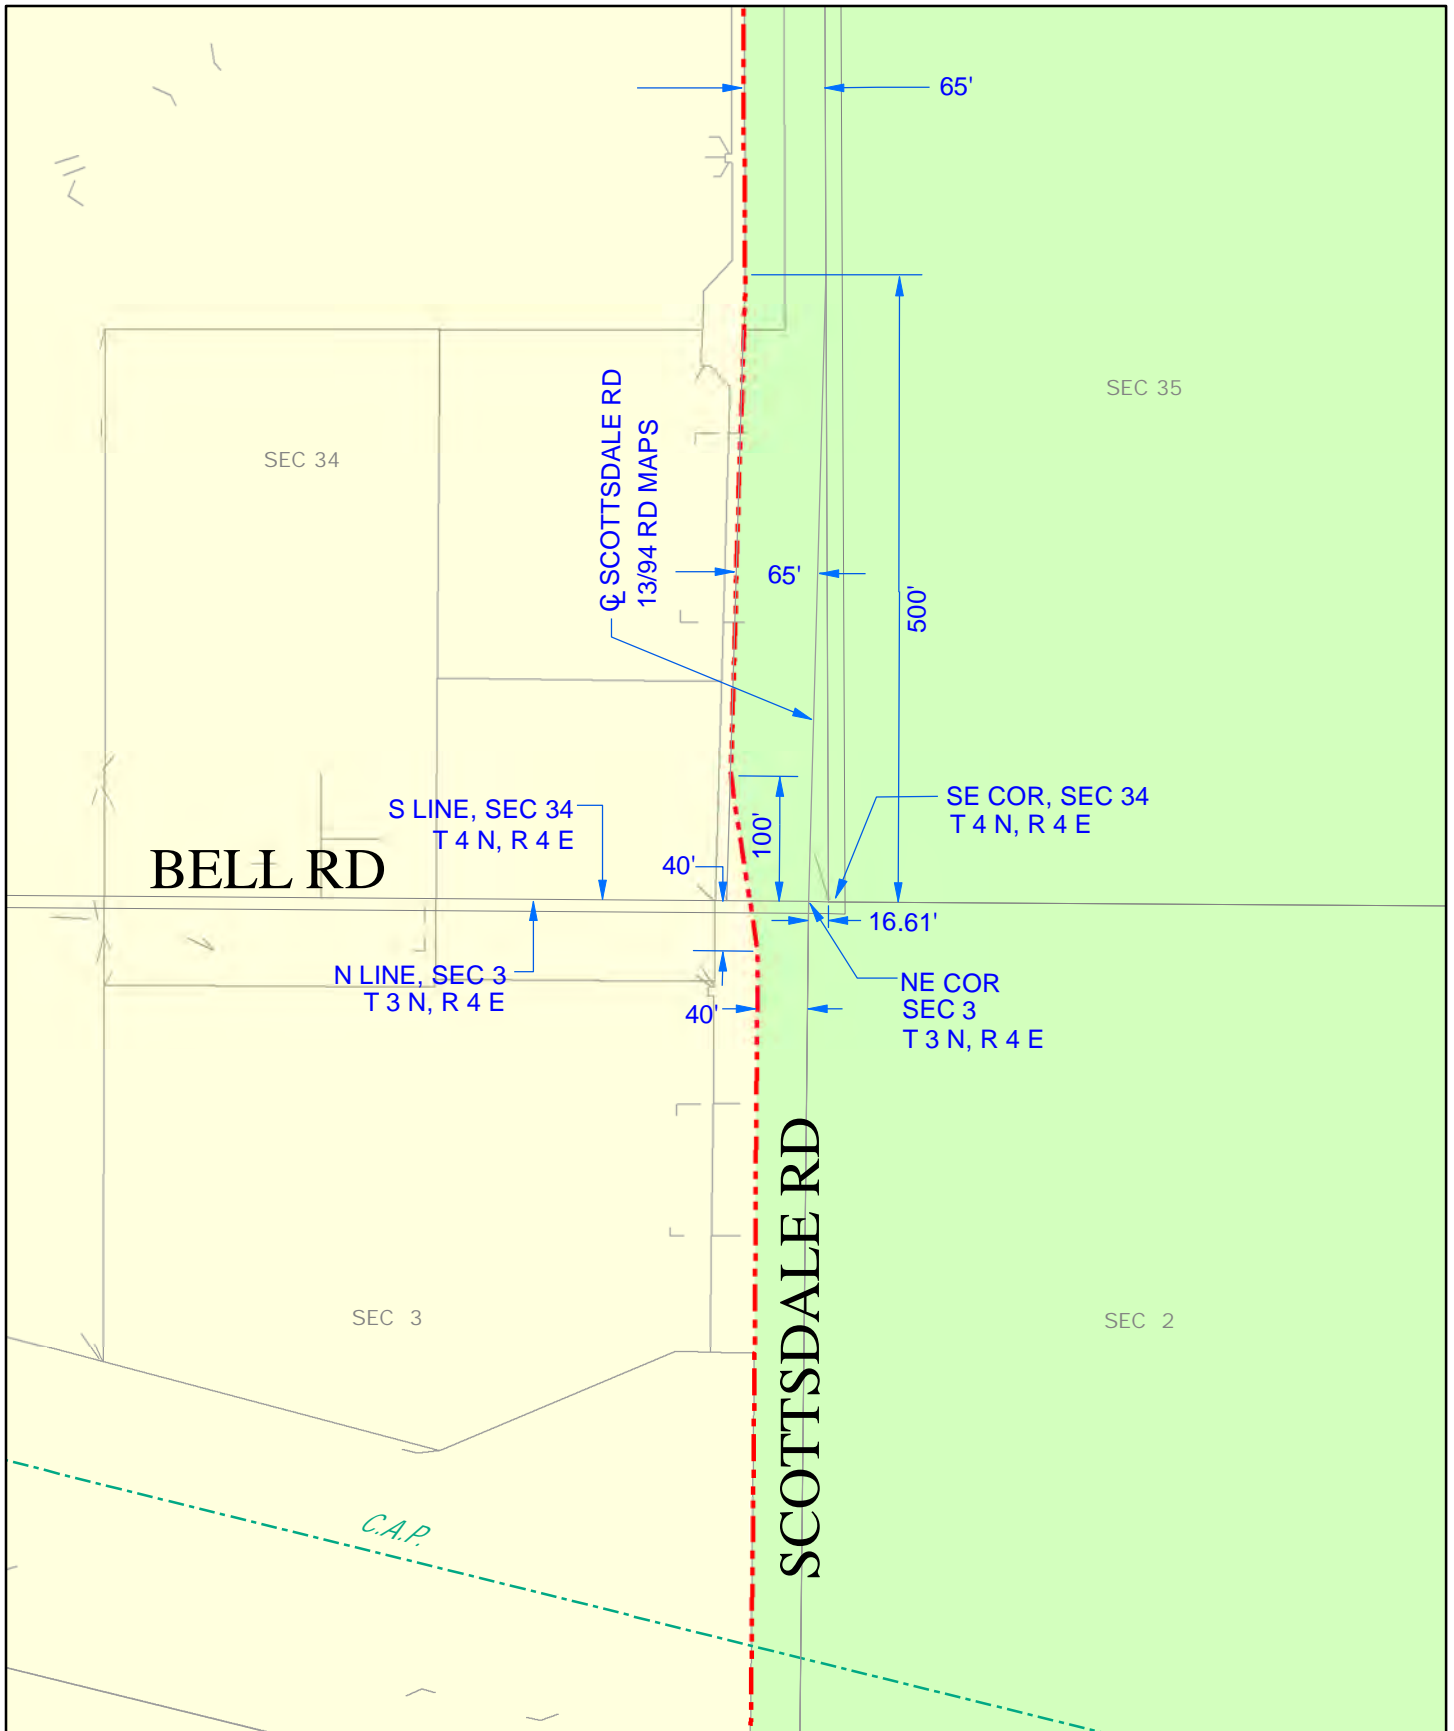 65'
SEC 35
SEC 34
℄ SCOTTSDALE RD
13/94 RD MAPS
65'
500'
S LINE, SEC 34
T 4 N, R 4 E
100'
SE COR, SEC 34
T 4 N, R 4 E
BELL RD
40'
16.61'
N LINE, SEC 3
T 3 N, R 4 E
40'
NE COR
SEC 3
T 3 N, R 4 E
SCOTTSDALE RD
SEC 3
SEC 2
C.A.P.